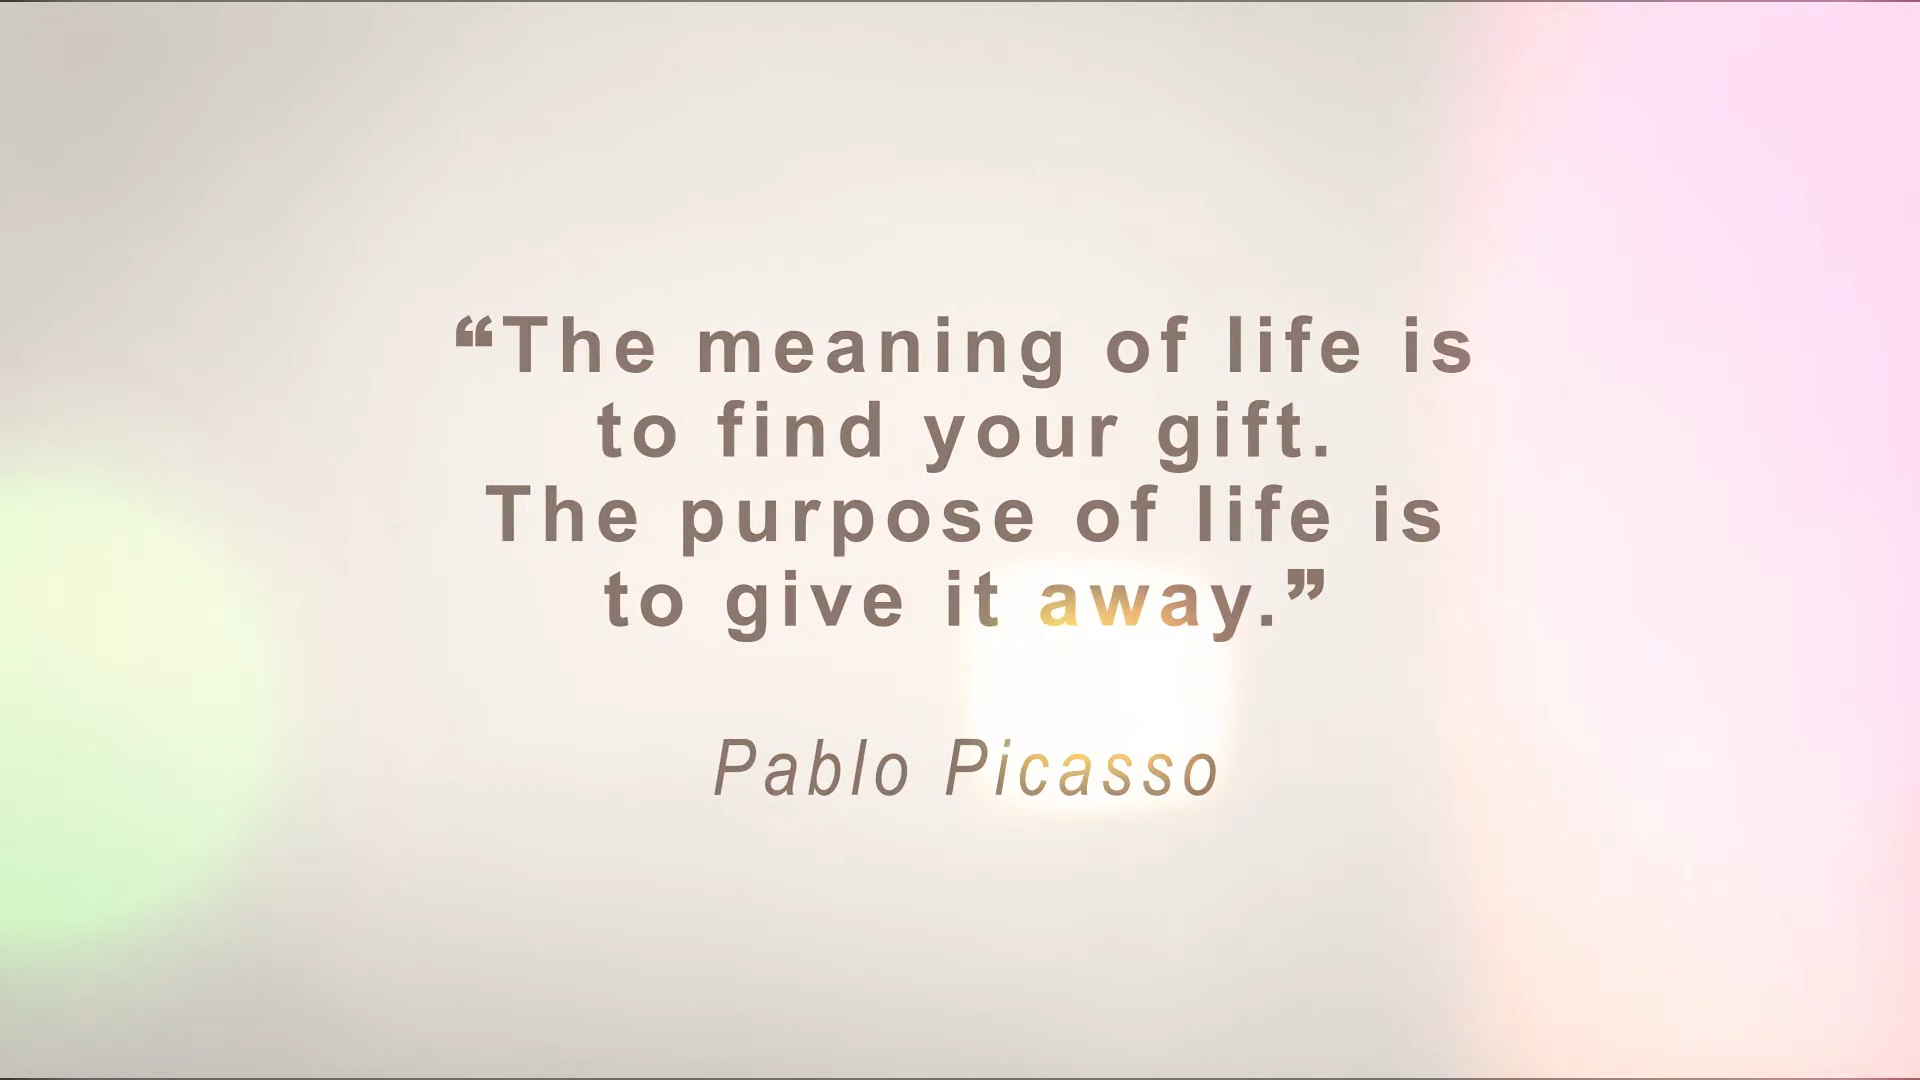 ❝The meaning of life is
to find your gift.
The purpose of life is
to give it away.❞
Pablo Picasso